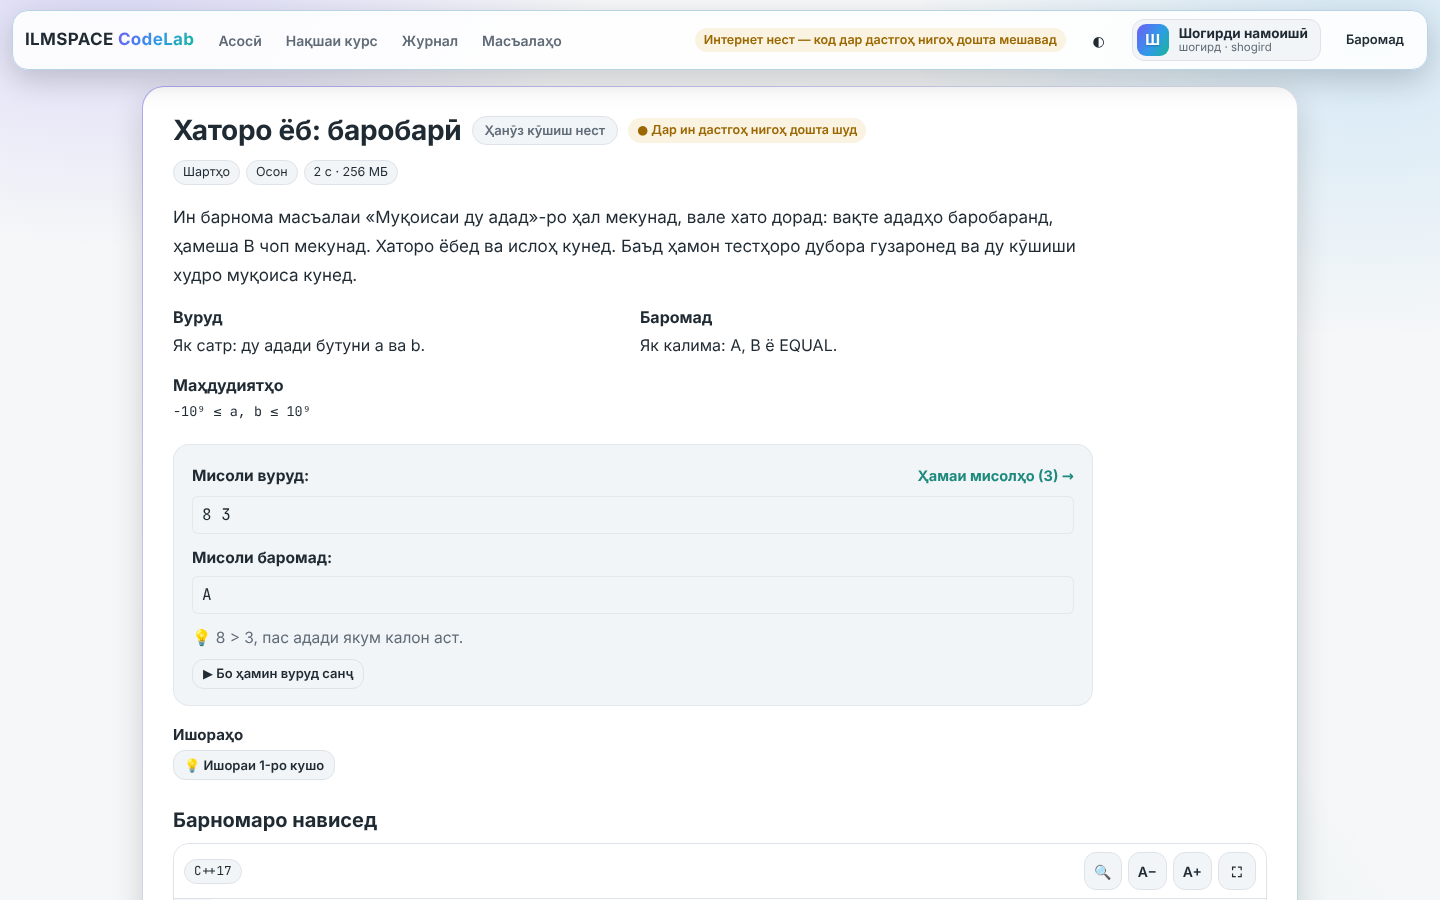 ILMSPACE CodeLab Асосӣ Нақшаи курс Журнал Масъалаҳо Интернет нест — код дар дастгоҳ нигоҳ дошта мешавад ◐ Ш Шогирди намоишӣ Баромад
шогирд · shogird
Хаторо ёб: баробарӣ Ҳанӯз кӯшиш нест ● Дар ин дастгоҳ нигоҳ дошта шуд
Шартҳо Осон 2 с · 256 МБ
Ин барнома масъалаи «Муқоисаи ду адад»-ро ҳал мекунад, вале хато дорад: вақте ададҳо баробаранд,
ҳамеша B чоп мекунад. Хаторо ёбед ва ислоҳ кунед. Баъд ҳамон тестҳоро дубора гузаронед ва ду кӯшиши
худро муқоиса кунед.
Вуруд
Як сатр: ду адади бутуни a ва b.
Баромад
Як калима: A, B ё EQUAL.
Маҳдудиятҳо
-10⁹ ≤ a, b ≤ 10⁹
Мисоли вуруд: Ҳамаи мисолҳо (3) →
8 3
Мисоли баромад:
A
💡 8 > 3, пас адади якум калон аст.
▶ Бо ҳамин вуруд санҷ
Ишораҳо
💡 Ишораи 1-ро кушо
Барномаро нависед
C++17 🔍 A− A+ ⛶